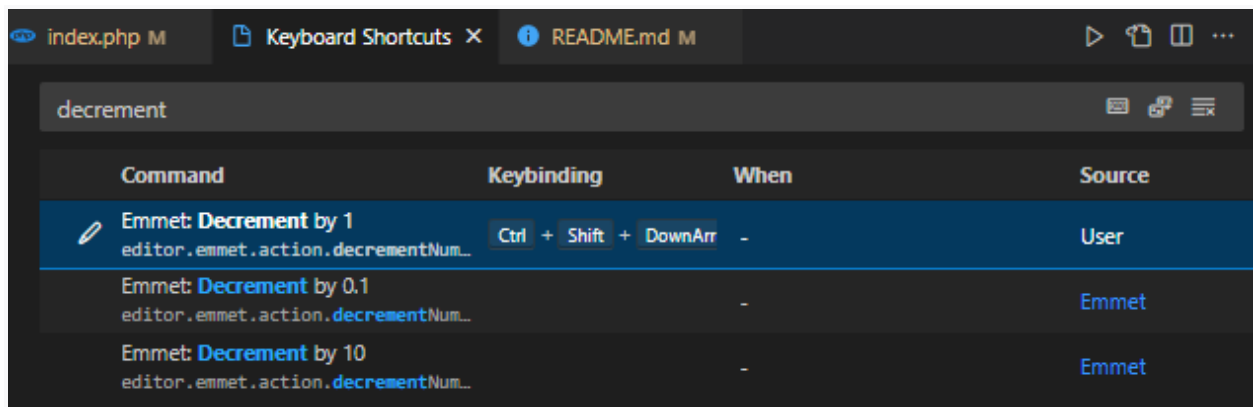 index.php M Keyboard Shortcuts README.md M
decrement
Command Keybinding When Source
Emmet: Decrement by 1
editor.emmet.action.decrementNum… Ctrl + Shift + DownArr - User
Emmet: Decrement by 0.1
editor.emmet.action.decrementNum… - Emmet
Emmet: Decrement by 10
editor.emmet.action.decrementNum… - Emmet